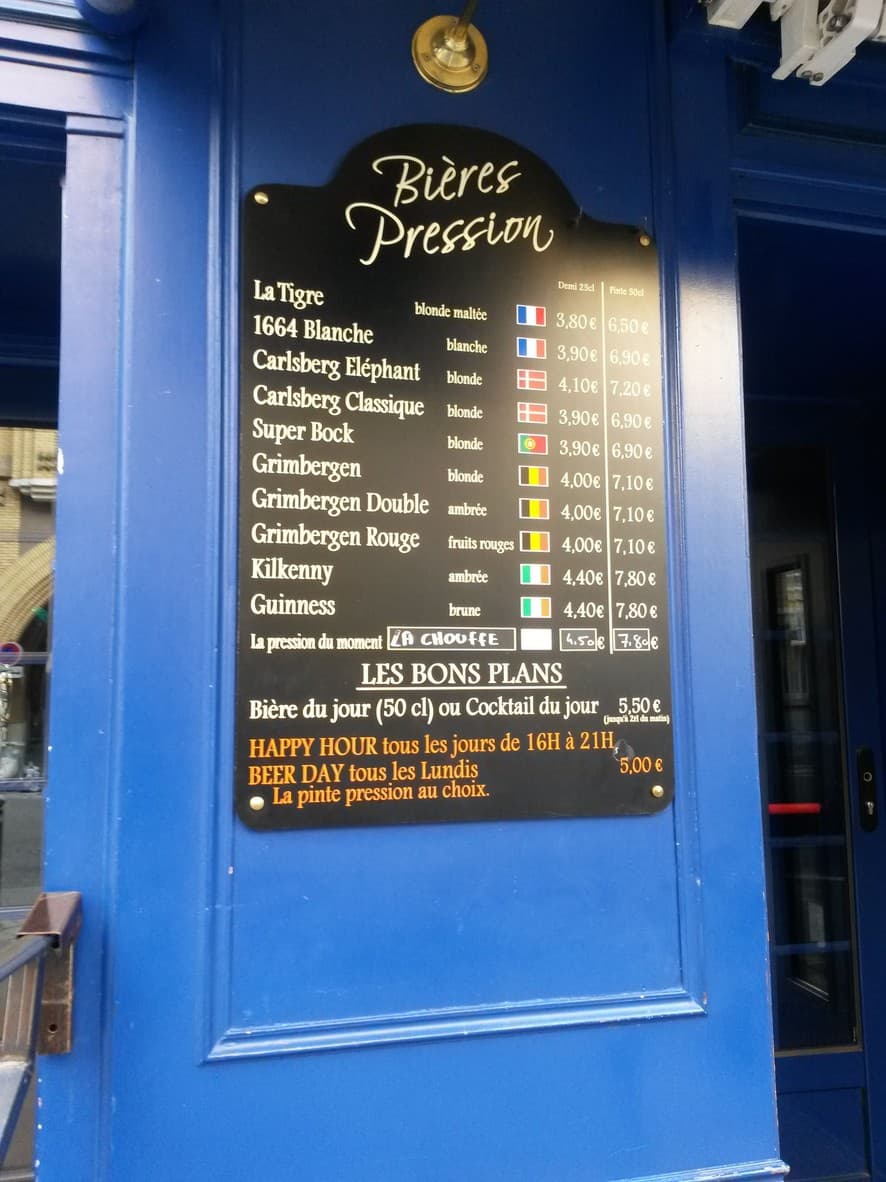 Bières
Pression
Demi 25cl Pinte 50cl
La Tigre blonde maltée 3,80 € 6,50 €
1664 Blanche blanche 3,90 € 6,90 €
Carlsberg Eléphant blonde 4,10 € 7,20 €
Carlsberg Classique blonde 3,90 € 6,90 €
Super Bock blonde 3,90 € 6,90 €
Grimbergen blonde 4,00€ 7,10 €
Grimbergen Double ambrée 4,00€ 7,10 €
Grimbergen Rouge fruits rouges 4,00€ 7,10 €
Kilkenny ambrée 4,40€ 7,80 €
Guinness brune 4,40€ 7,80 €
La pression du moment LA CHOUFFE 4.50€ 7.80€
LES BONS PLANS
Bière du jour (50 cl) ou Cocktail du jour 5,50 €
(jusqu'à 2H du matin)
HAPPY HOUR tous les jours de 16H à 21H
BEER DAY tous les Lundis 5,00 €
La pinte pression au choix.